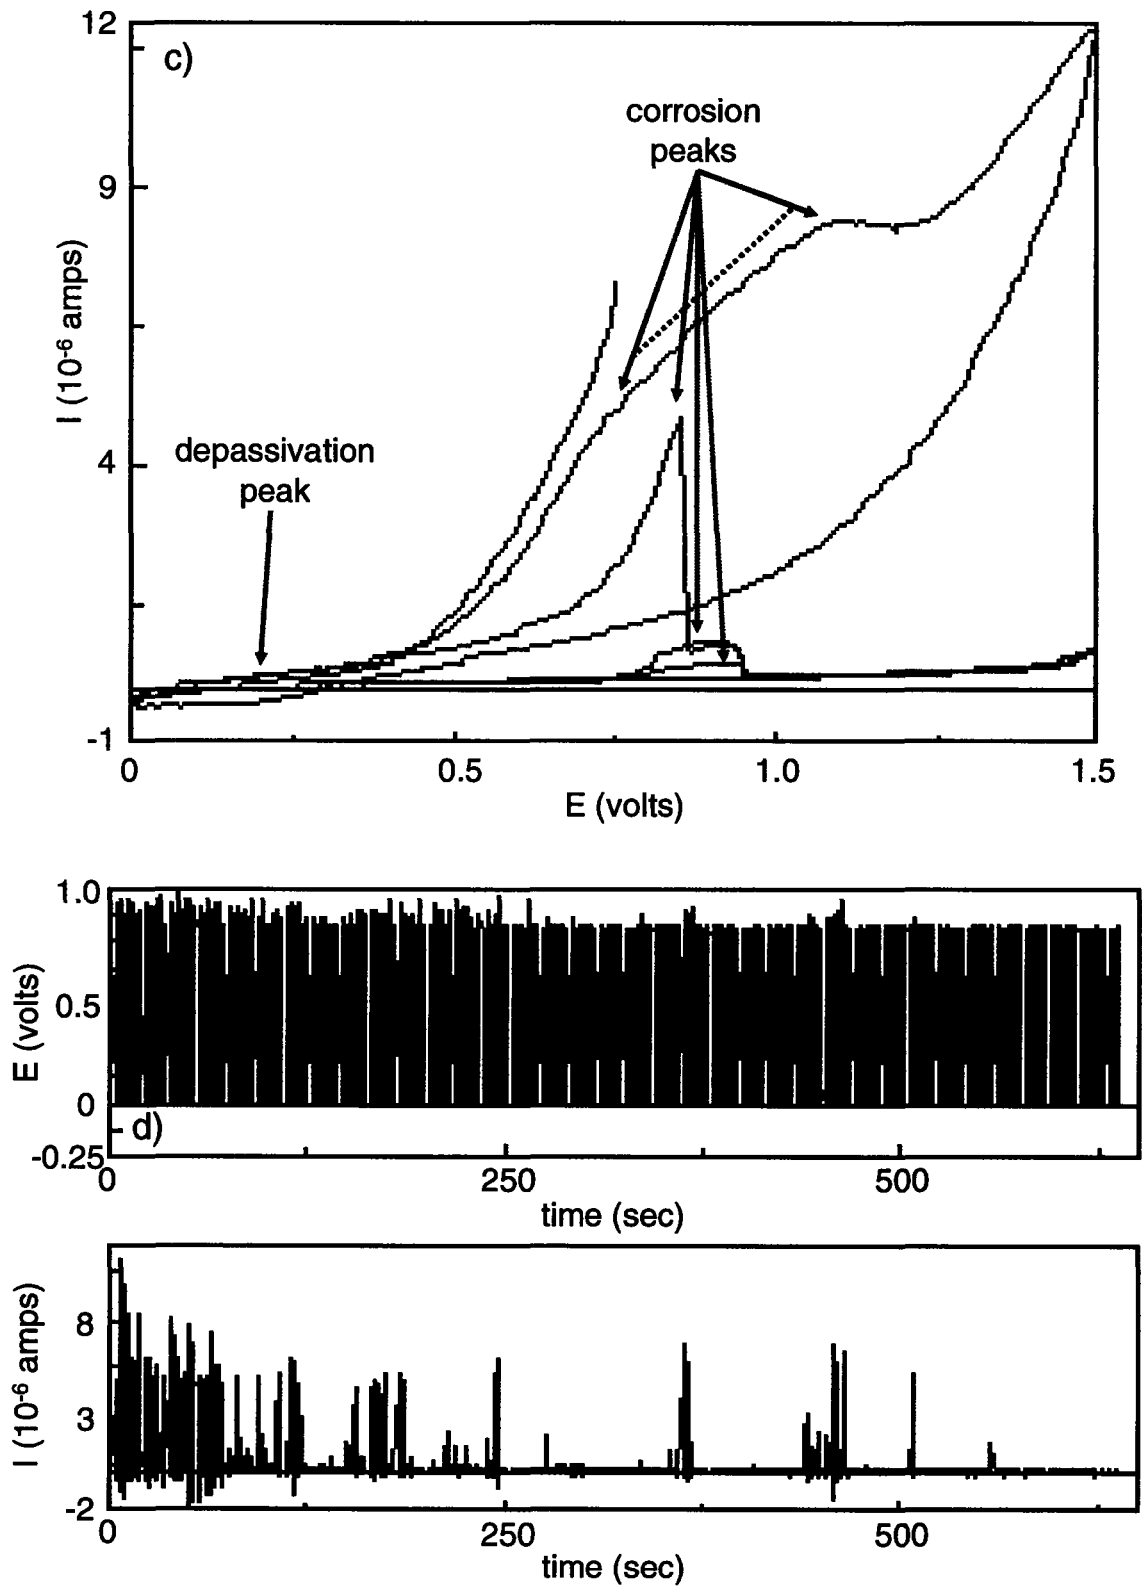 12
c)
corrosion
peaks
9
I (10⁻⁶ amps)
depassivation
peak
4
-1
0 0.5 1.0 1.5
E (volts)
1.0
E (volts)
0.5
0
d)
-0.25
0 250 500
time (sec)
I (10⁻⁶ amps)
8
3
-2
0 250 500
time (sec)